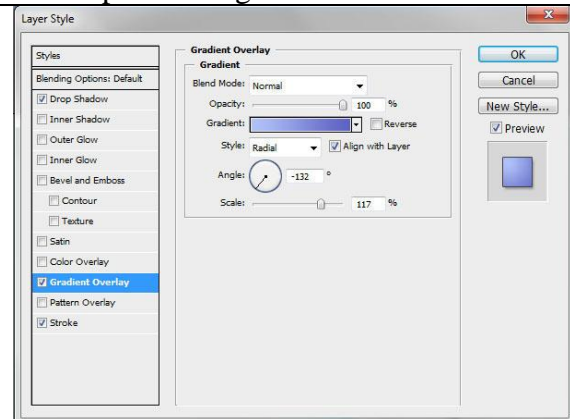 Layer Style
Styles
Blending Options: Default
Drop Shadow
Inner Shadow
Outer Glow
Inner Glow
Bevel and Emboss
Contour
Texture
Satin
Color Overlay
Gradient Overlay
Pattern Overlay
Stroke
Gradient Overlay
Gradient
Blend Mode: Normal
Opacity: 100 %
Gradient: Reverse
Style: Radial Align with Layer
Angle: -132 °
Scale: 117 %
OK
Cancel
New Style...
Preview